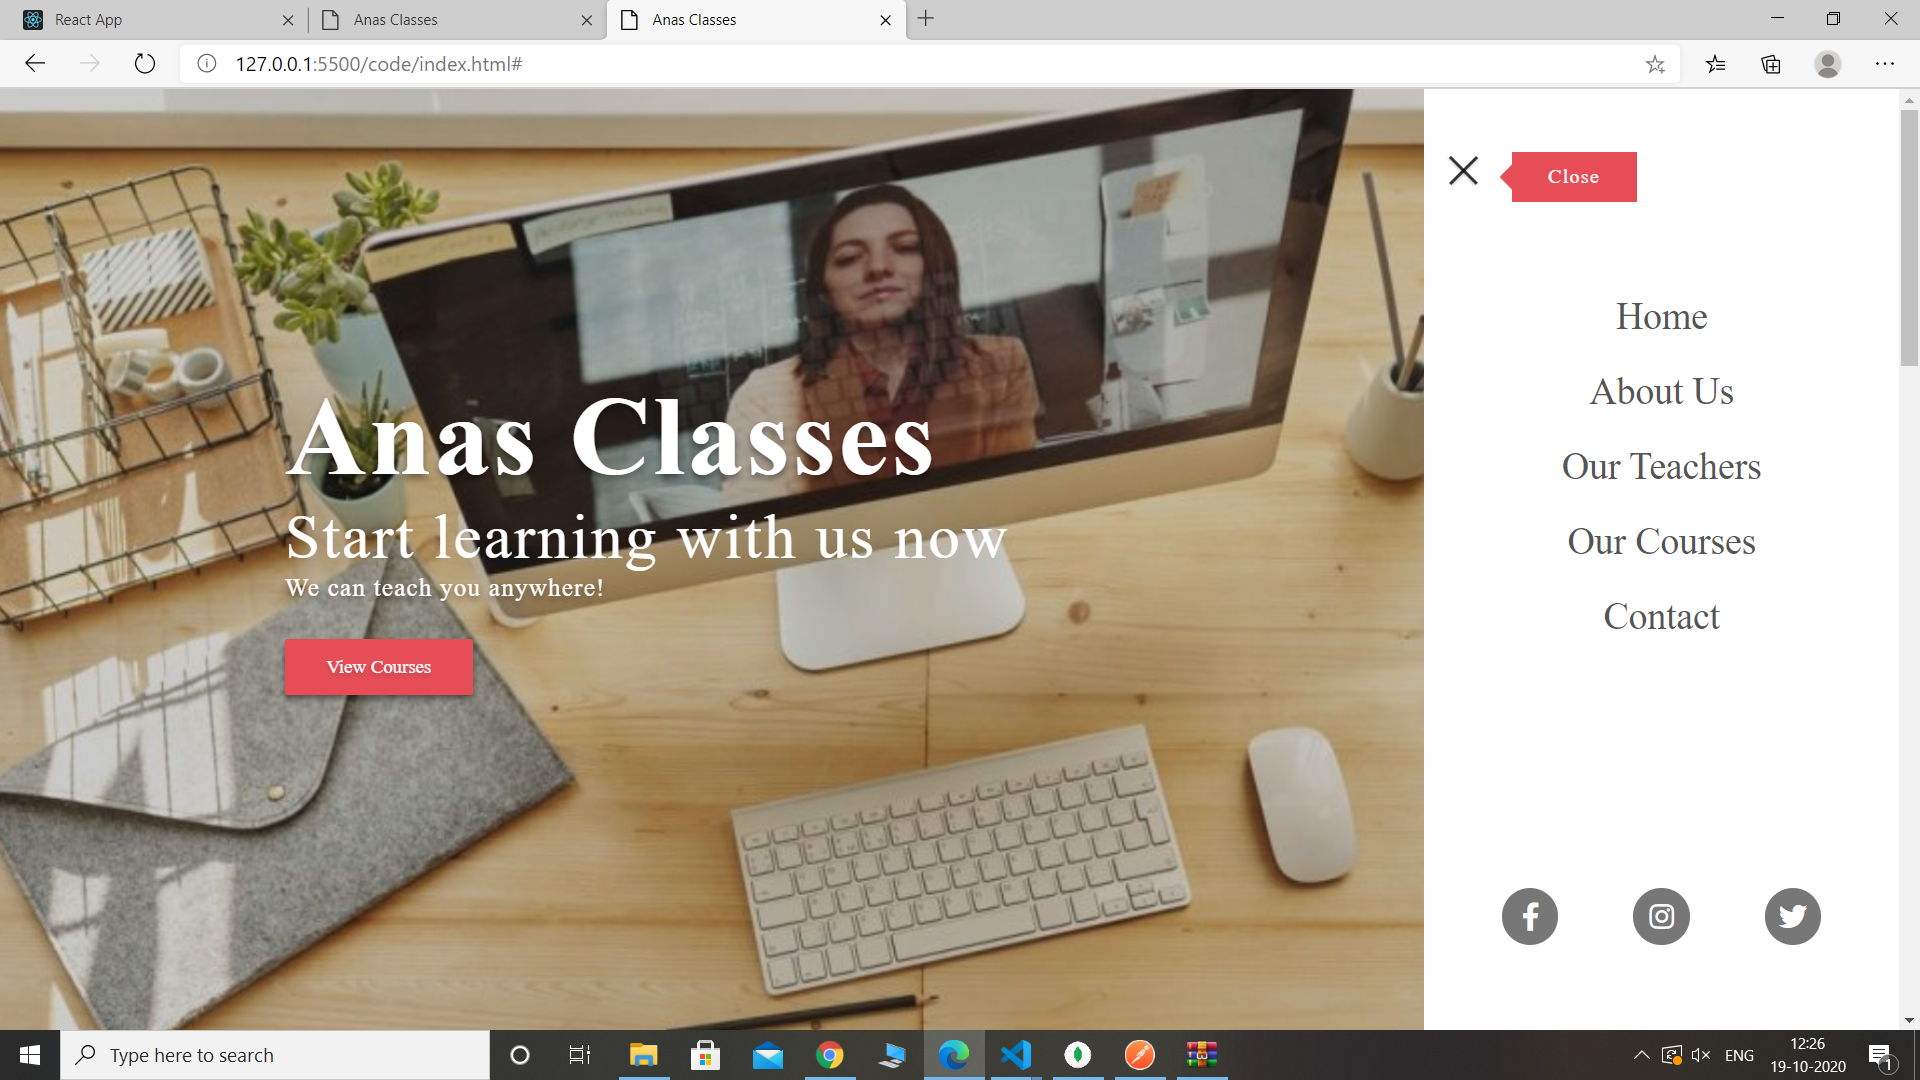 React App
Anas Classes
Anas Classes
127.0.0.1:5500/code/index.html#
Close
Home
About Us
Our Teachers
Our Courses
Contact
Anas Classes
Start learning with us now
We can teach you anywhere!
View Courses
Type here to search
ENG
12:26
19-10-2020
1